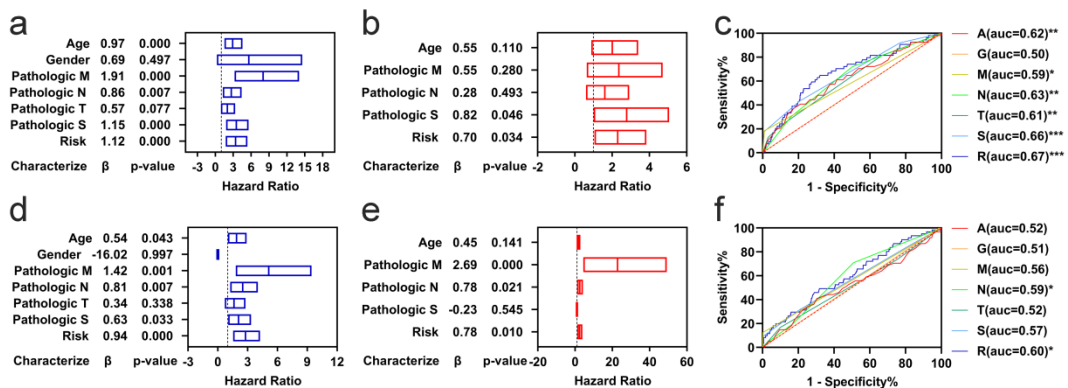 a
Age 0.97 0.000
Gender 0.69 0.497
Pathologic M 1.91 0.000
Pathologic N 0.86 0.007
Pathologic T 0.57 0.077
Pathologic S 1.15 0.000
Risk 1.12 0.000
Characterize β p-value
-3 0 3 6 9 12 15 18
Hazard Ratio
b
Age 0.55 0.110
Pathologic M 0.55 0.280
Pathologic N 0.28 0.493
Pathologic S 0.82 0.046
Risk 0.70 0.034
Characterize β p-value
-2 0 2 4 6
Hazard Ratio
c
Sensitivity%
100
80
60
40
20
0
0 20 40 60 80 100
1 - Specificity%
A(auc=0.62)**
G(auc=0.50)
M(auc=0.59)*
N(auc=0.63)**
T(auc=0.61)**
S(auc=0.66)***
R(auc=0.67)***
d
Age 0.54 0.043
Gender -16.02 0.997
Pathologic M 1.42 0.001
Pathologic N 0.81 0.007
Pathologic T 0.34 0.338
Pathologic S 0.63 0.033
Risk 0.94 0.000
Characterize β p-value
-3 0 3 6 9 12
Hazard Ratio
e
Age 0.45 0.141
Pathologic M 2.69 0.000
Pathologic N 0.78 0.021
Pathologic S -0.23 0.545
Risk 0.78 0.010
Characterize β p-value
-20 0 20 40 60
Hazard Ratio
f
Sensitivity%
100
80
60
40
20
0
0 20 40 60 80 100
1 - Specificity%
A(auc=0.52)
G(auc=0.51)
M(auc=0.56)
N(auc=0.59)*
T(auc=0.52)
S(auc=0.57)
R(auc=0.60)*